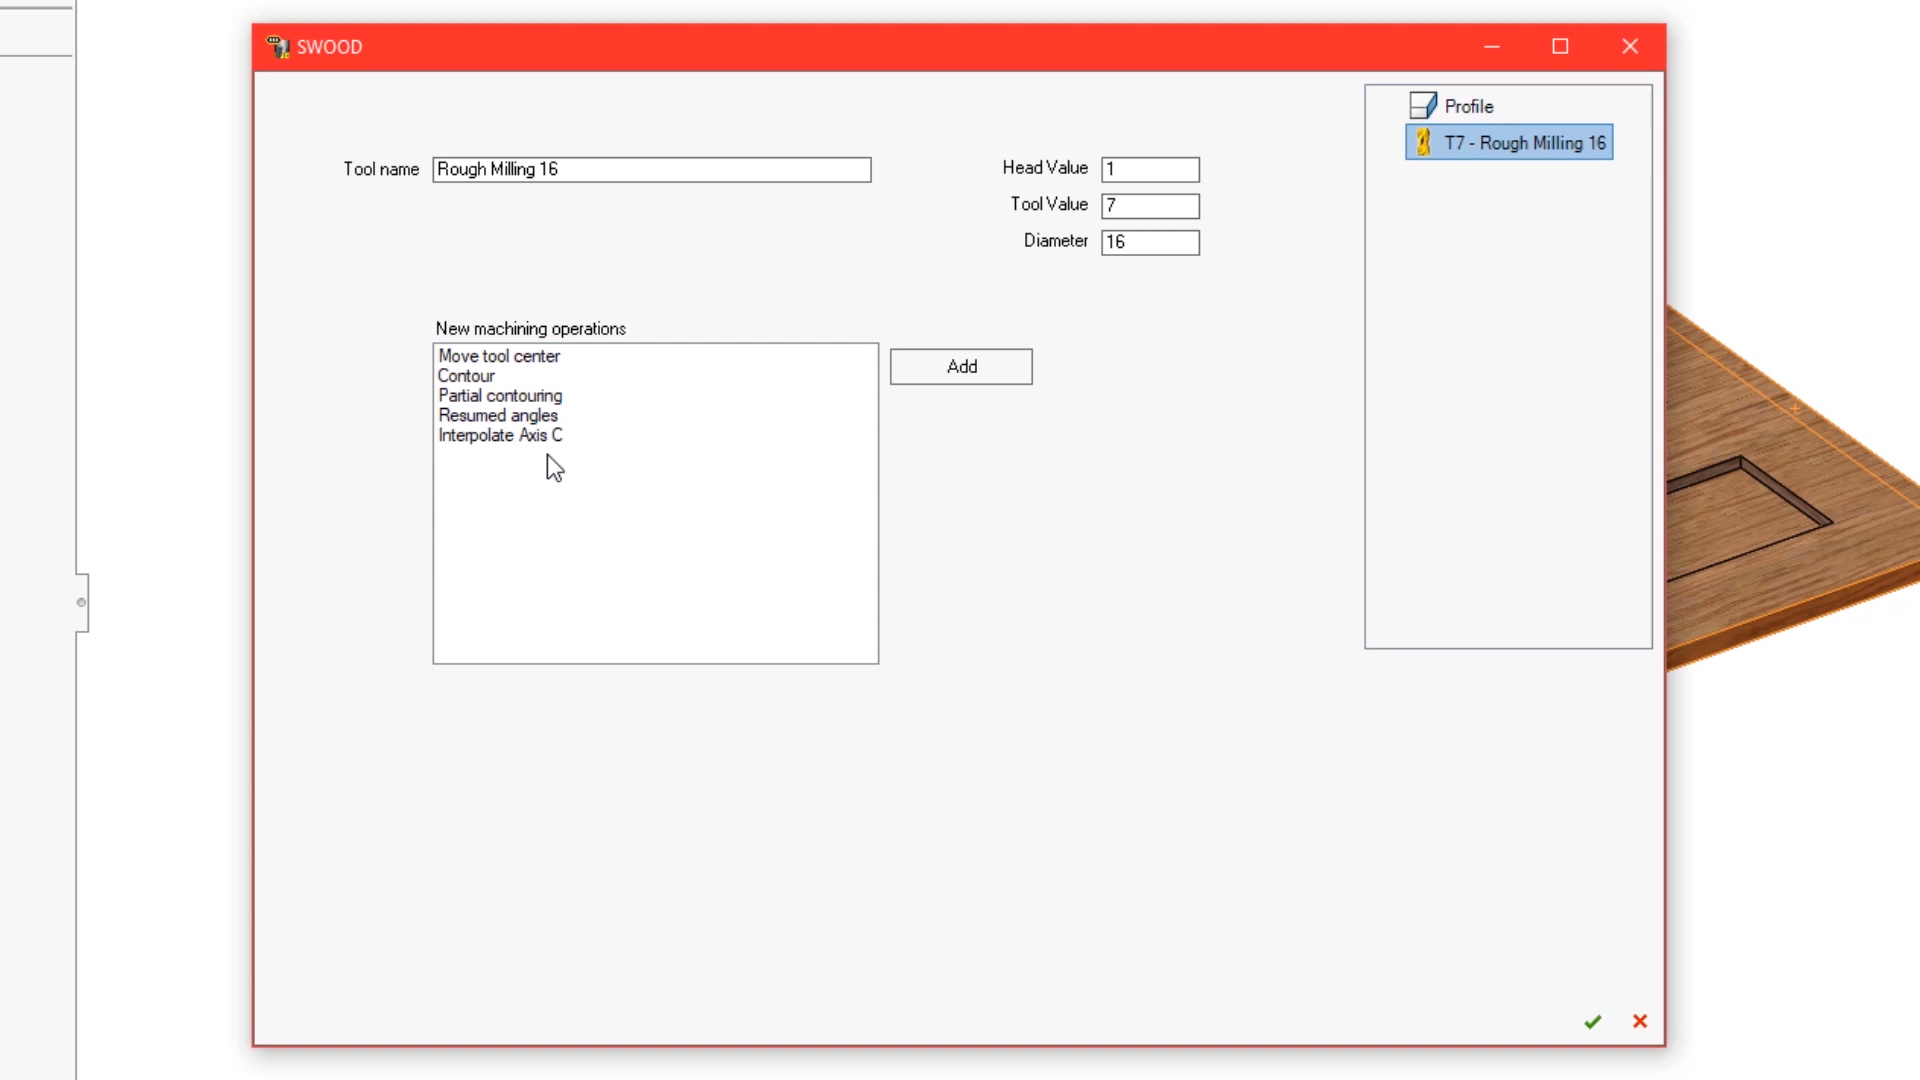 SWOOD
Profile
T7 - Rough Milling 16
Tool name Rough Milling 16
Head Value 1
Tool Value 7
Diameter 16
New machining operations
Move tool center
Contour
Partial contouring
Resumed angles
Interpolate Axis C
Add